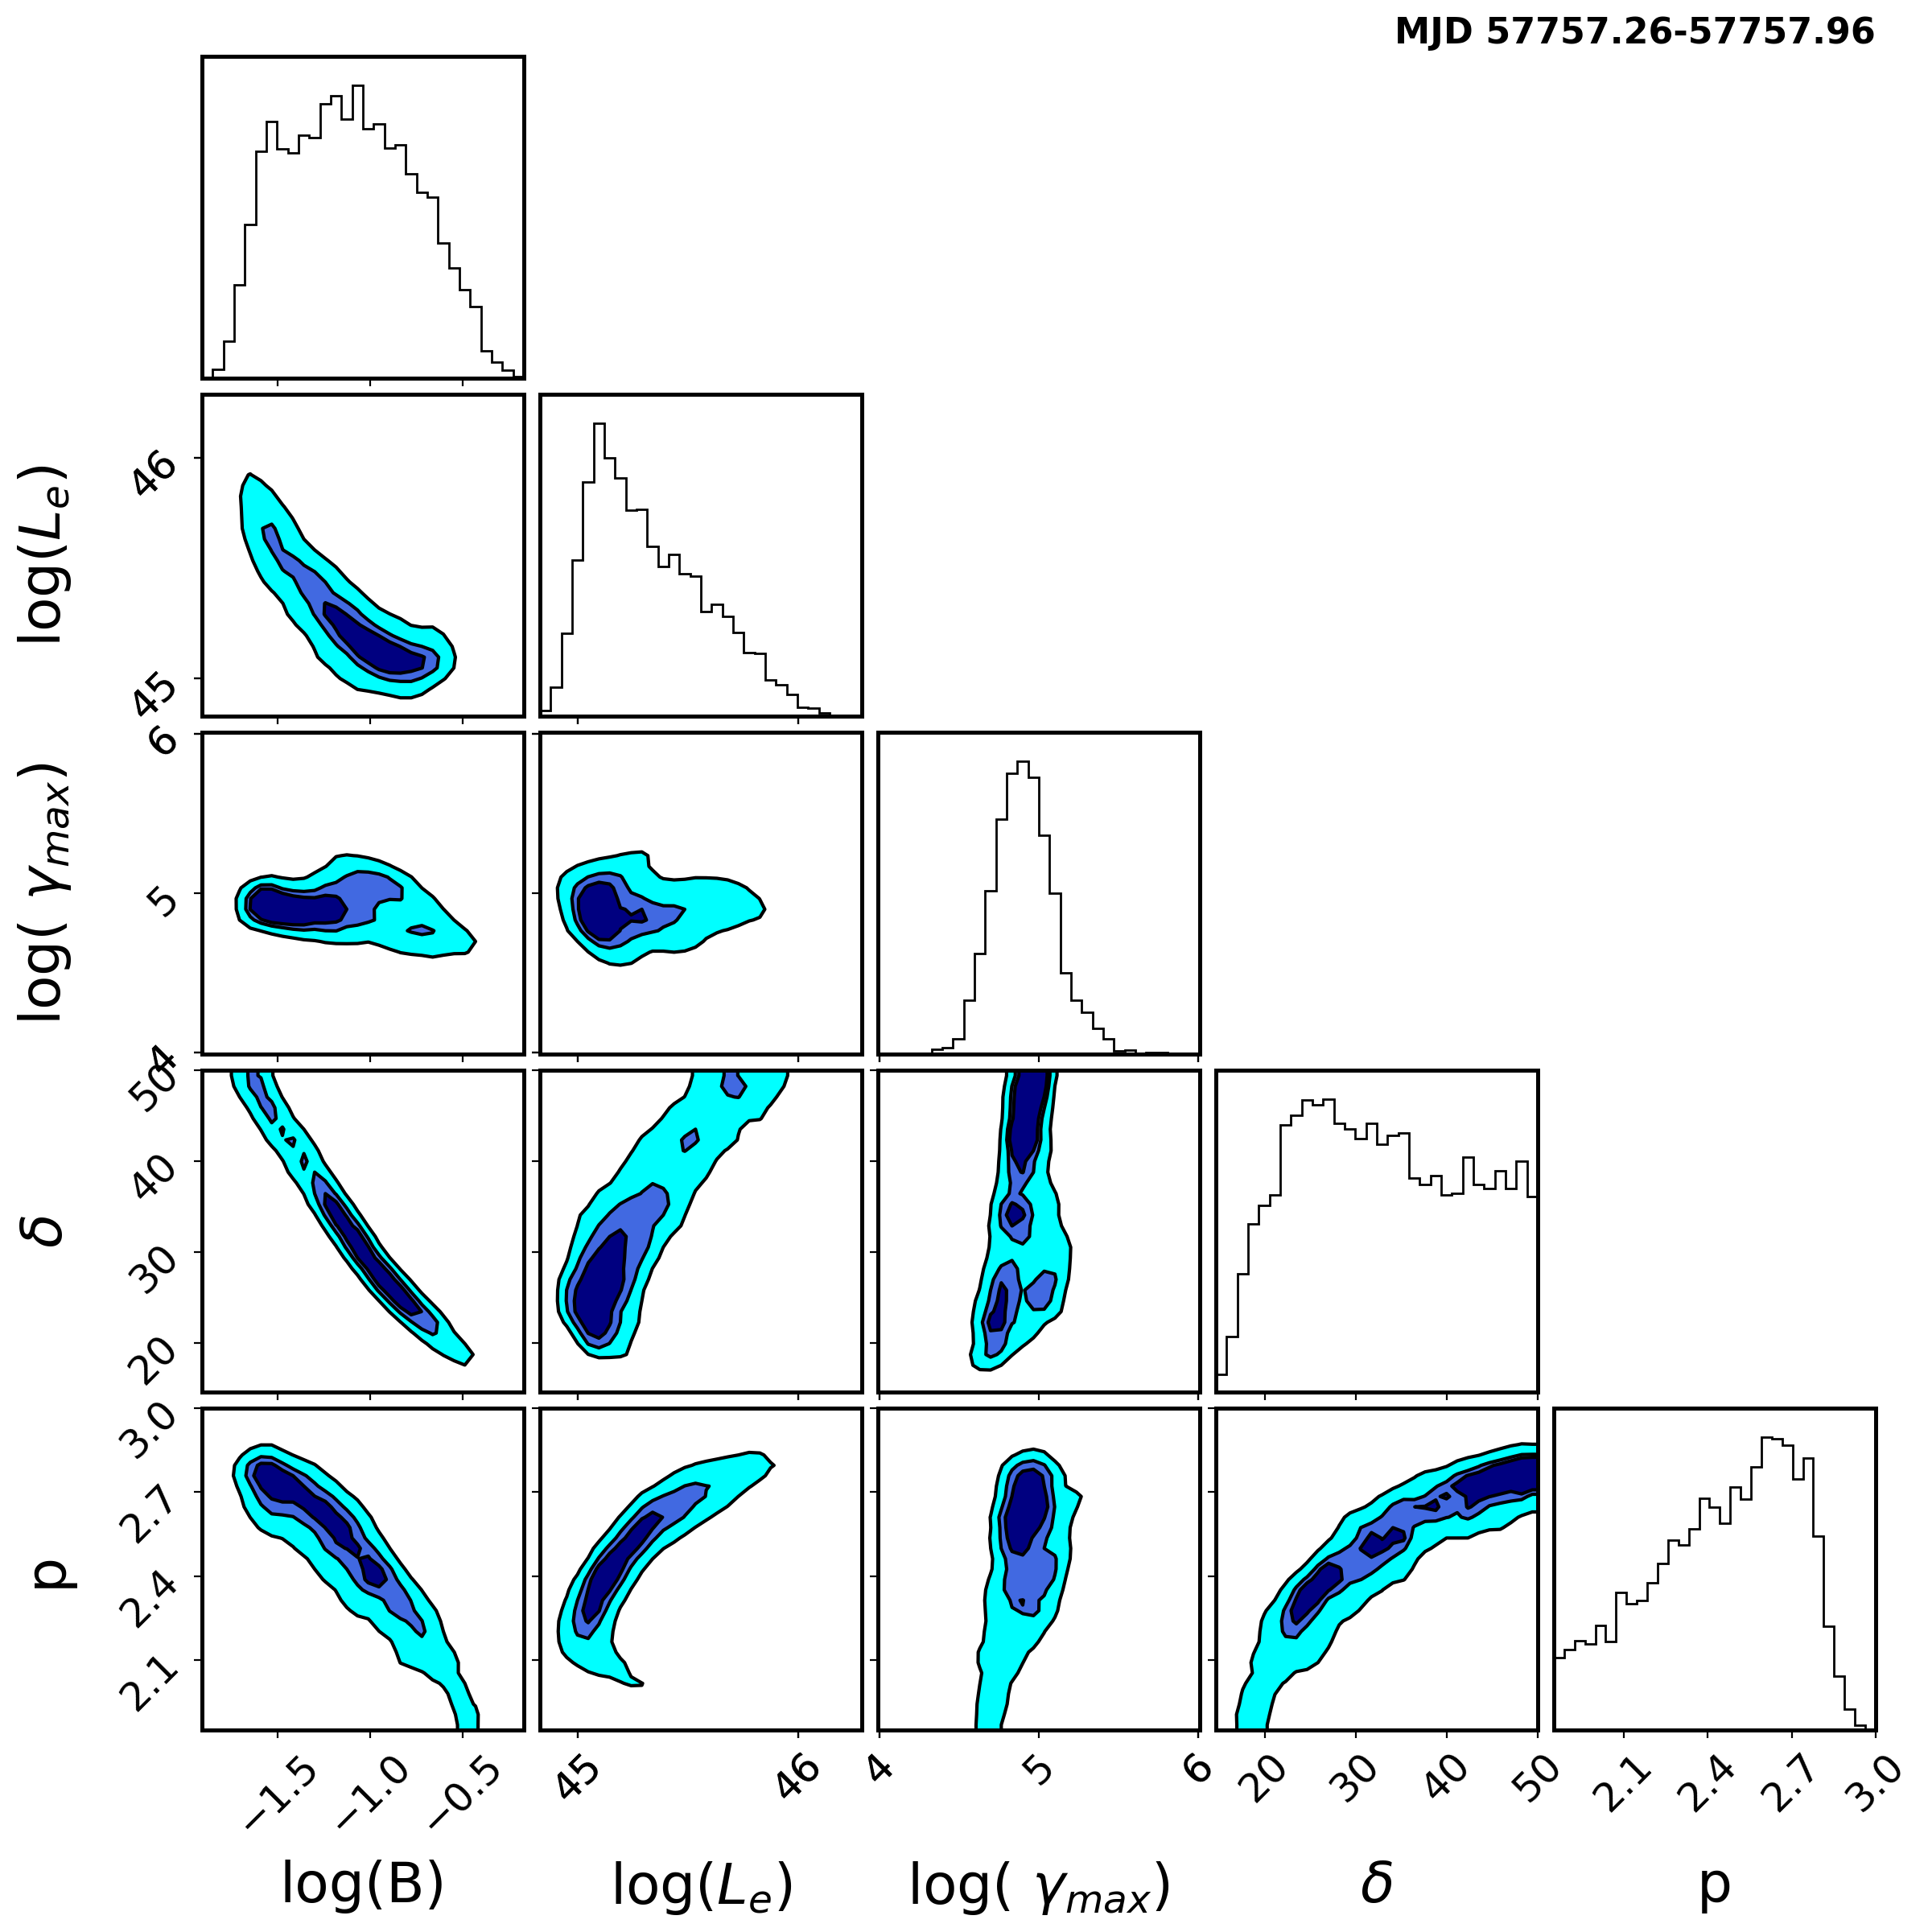 MJD 57757.26-57757.96
46
45
log(L_e)
6
5
4
log( γ_max)
50
40
30
20
δ
3.0
2.7
2.4
2.1
p
−1.5 −1.0 −0.5 45 46 4 5 6 20 30 40 50 2.1 2.4 2.7 3.0
log(B) log(L_e) log( γ_max) δ p